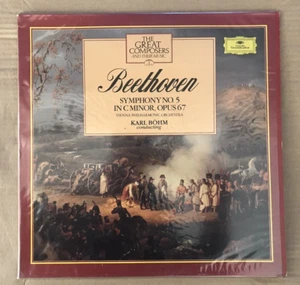 THE
GREAT
COMPOSERS
AND THEIR MUSIC
Beethoven
SYMPHONY NO. 5
IN C MINOR, OPUS 67
VIENNA PHILHARMONIC ORCHESTRA
KARL BÖHM
conducting